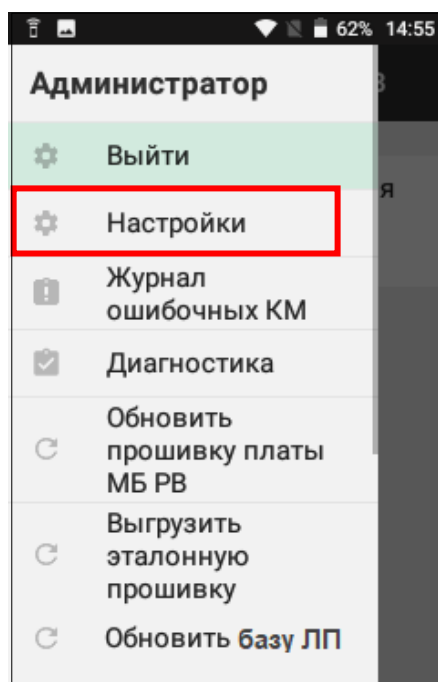 62% 14:55
Администратор
В
Выйти
я
Настройки
Журнал
ошибочных КМ
Диагностика
Обновить
прошивку платы
МБ РВ
Выгрузить
эталонную
прошивку
Обновить базу ЛП